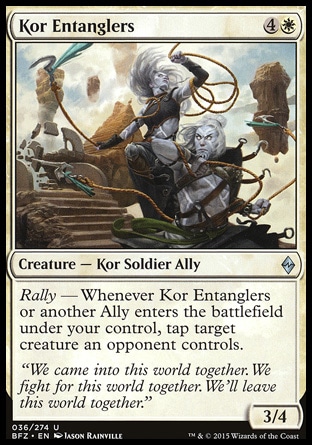 Kor Entanglers 4
Creature — Kor Soldier Ally
Rally — Whenever Kor Entanglers
or another Ally enters the battlefield
under your control, tap target
creature an opponent controls.
“We came into this world together. We
fight for this world together. We’ll leave
this world together.”
036/274 U
BFZ • EN Jason Rainville
™ & © 2015 Wizards of the Coast
3/4